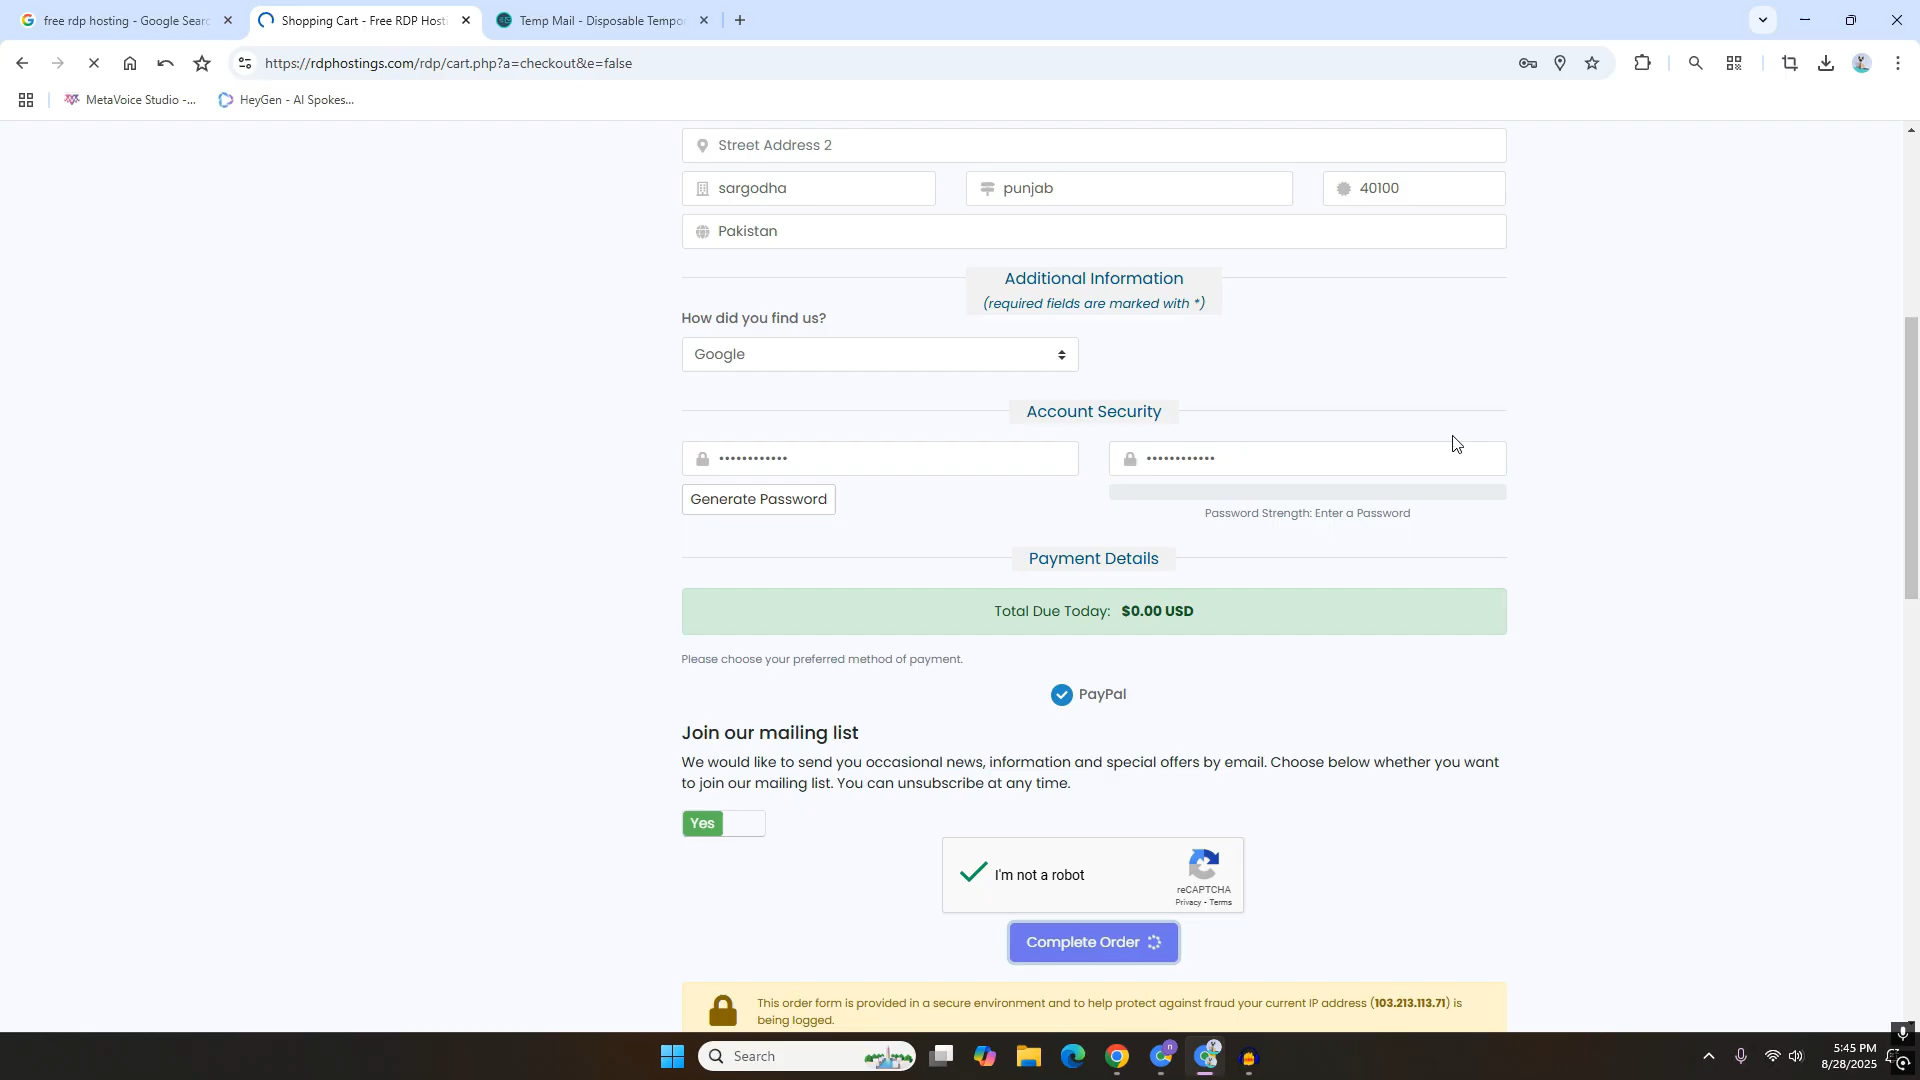 free rdp hosting - Google Searc
Shopping Cart - Free RDP Hosti
Temp Mail - Disposable Tempo
https://rdphostings.com/rdp/cart.php?a=checkout&e=false
MetaVoice Studio -...
HeyGen - AI Spokes...
Street Address 2
sargodha
punjab
40100
Pakistan
Additional Information
(required fields are marked with *)
How did you find us?
Google
Account Security
Generate Password
Password Strength: Enter a Password
Payment Details
Total Due Today: $0.00 USD
Please choose your preferred method of payment.
PayPal
Join our mailing list
We would like to send you occasional news, information and special offers by email. Choose below whether you want
to join our mailing list. You can unsubscribe at any time.
Yes
I'm not a robot
reCAPTCHA
Privacy - Terms
Complete Order
This order form is provided in a secure environment and to help protect against fraud your current IP address (103.213.113.71) is
being logged.
Search
5:45 PM
8/28/2025